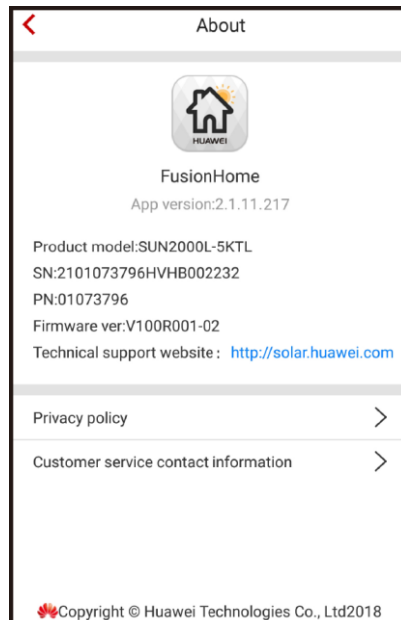 About
HUAWEI
FusionHome
App version:2.1.11.217
Product model:SUN2000L-5KTL
SN:2101073796HVHB002232
PN:01073796
Firmware ver:V100R001-02
Technical support website： http://solar.huawei.com
Privacy policy
Customer service contact information
Copyright © Huawei Technologies Co., Ltd2018